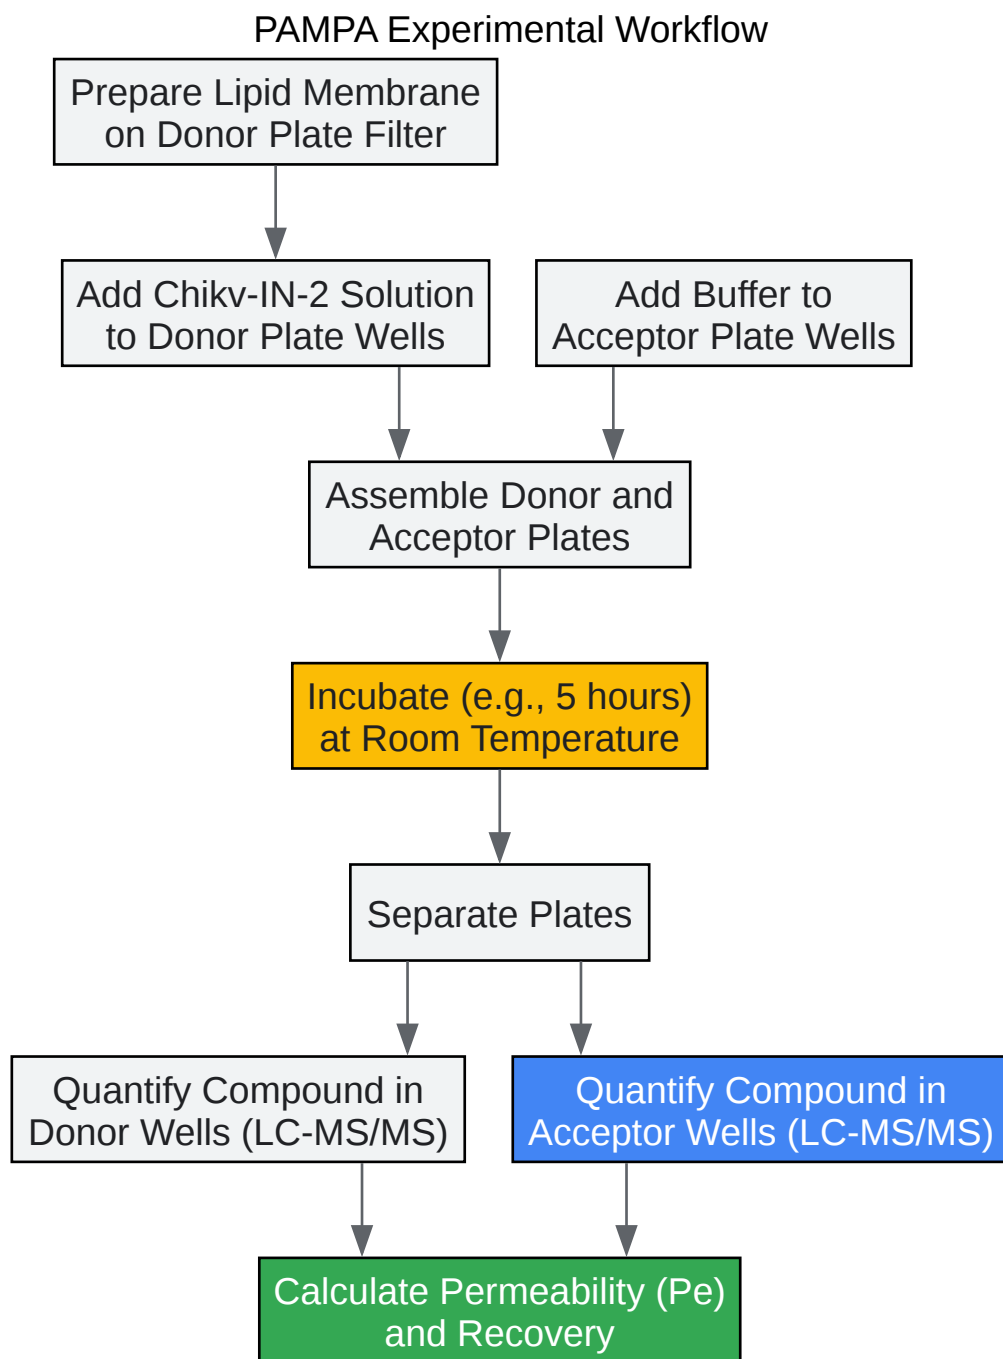 PAMPA Experimental Workflow
Prepare Lipid Membrane
on Donor Plate Filter
Add Chikv-IN-2 Solution
to Donor Plate Wells
Add Buffer to
Acceptor Plate Wells
Assemble Donor and
Acceptor Plates
Incubate (e.g., 5 hours)
at Room Temperature
Separate Plates
Quantify Compound in
Donor Wells (LC-MS/MS)
Quantify Compound in
Acceptor Wells (LC-MS/MS)
Calculate Permeability (Pe)
and Recovery